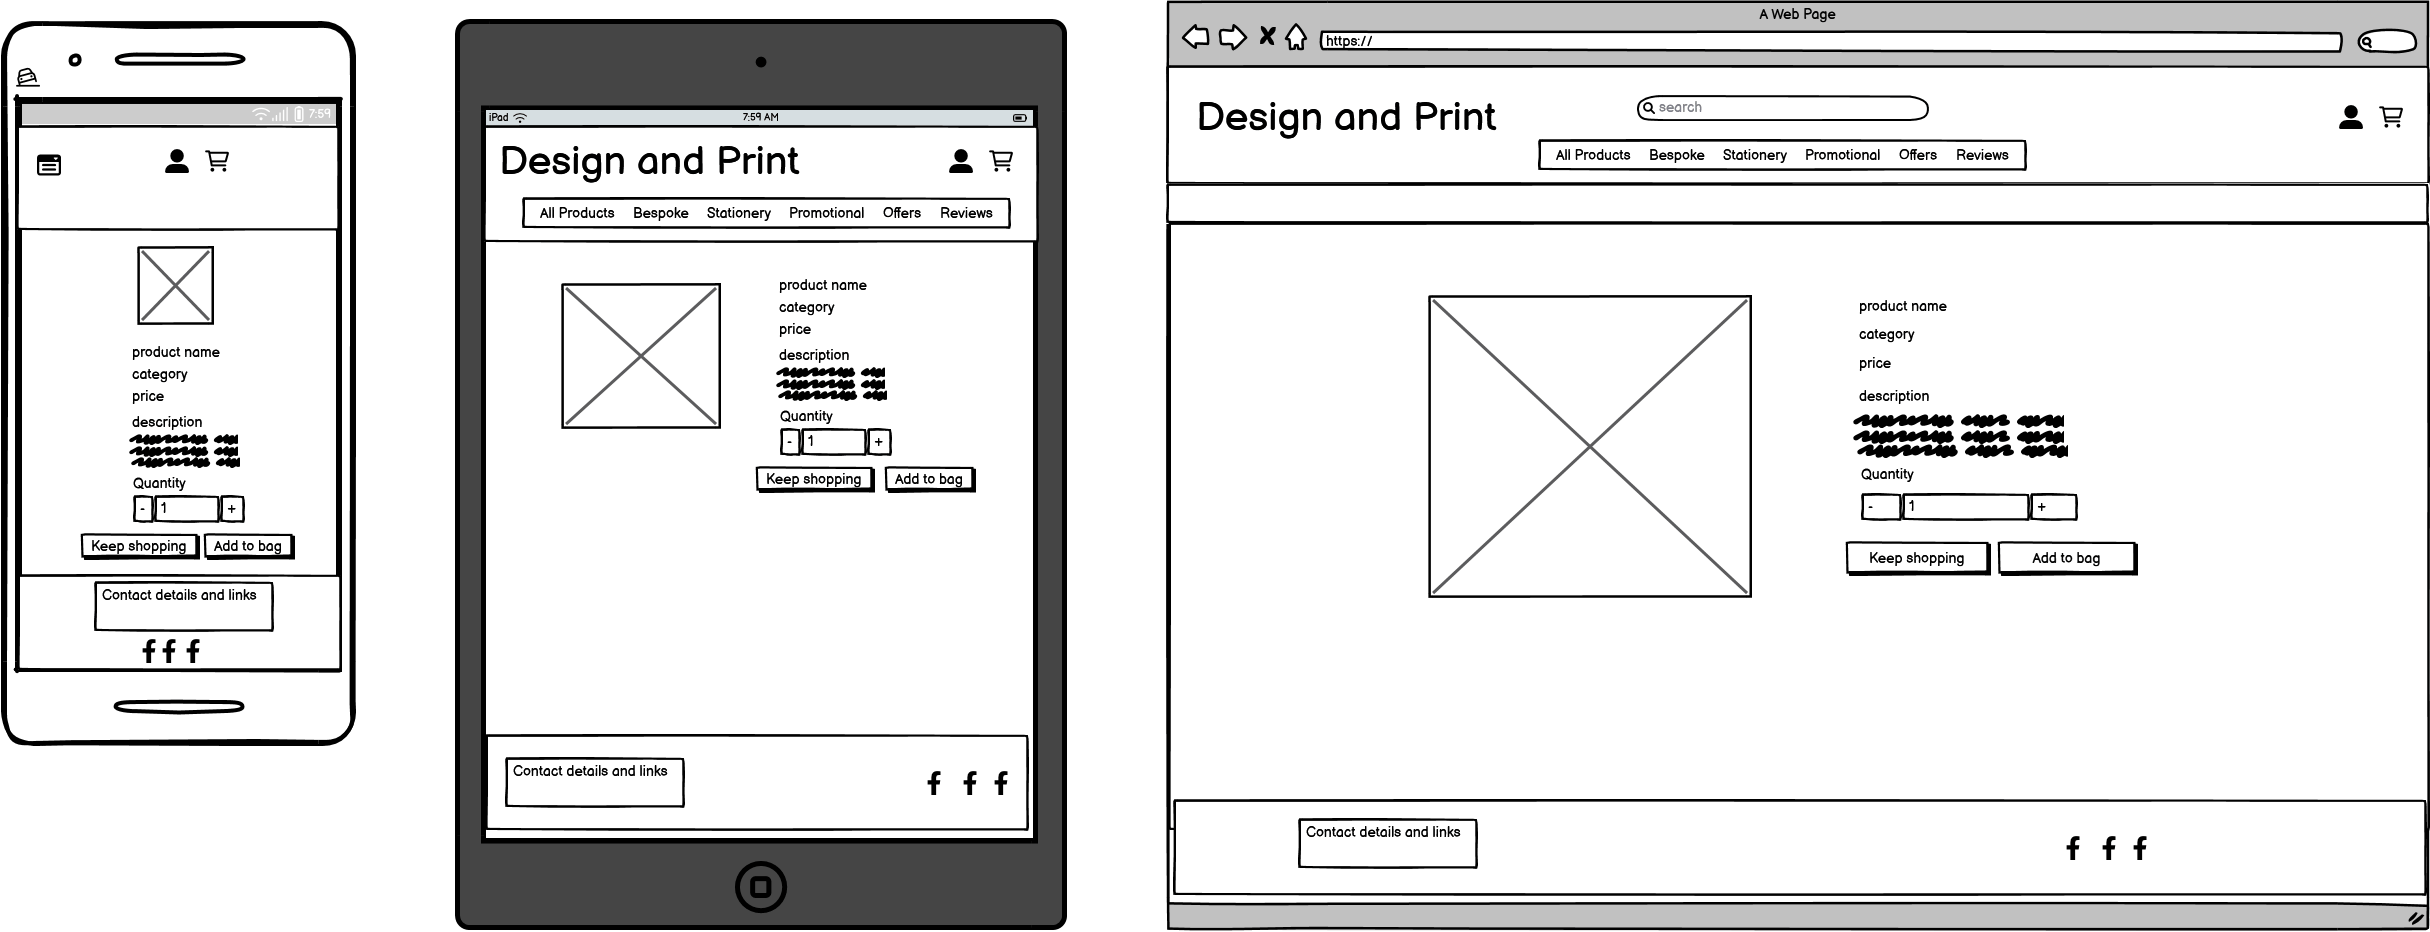 7:59
product name
category
price
description
Quantity
- 1 +
Keep shopping Add to bag
Contact details and links
iPad 7:59 AM
Design and Print
All Products Bespoke Stationery Promotional Offers Reviews
product name
category
price
description
Quantity
- 1 +
Keep shopping Add to bag
Contact details and links
A Web Page
https://
Design and Print
search
All Products Bespoke Stationery Promotional Offers Reviews
product name
category
price
description
Quantity
- 1 +
Keep shopping Add to bag
Contact details and links